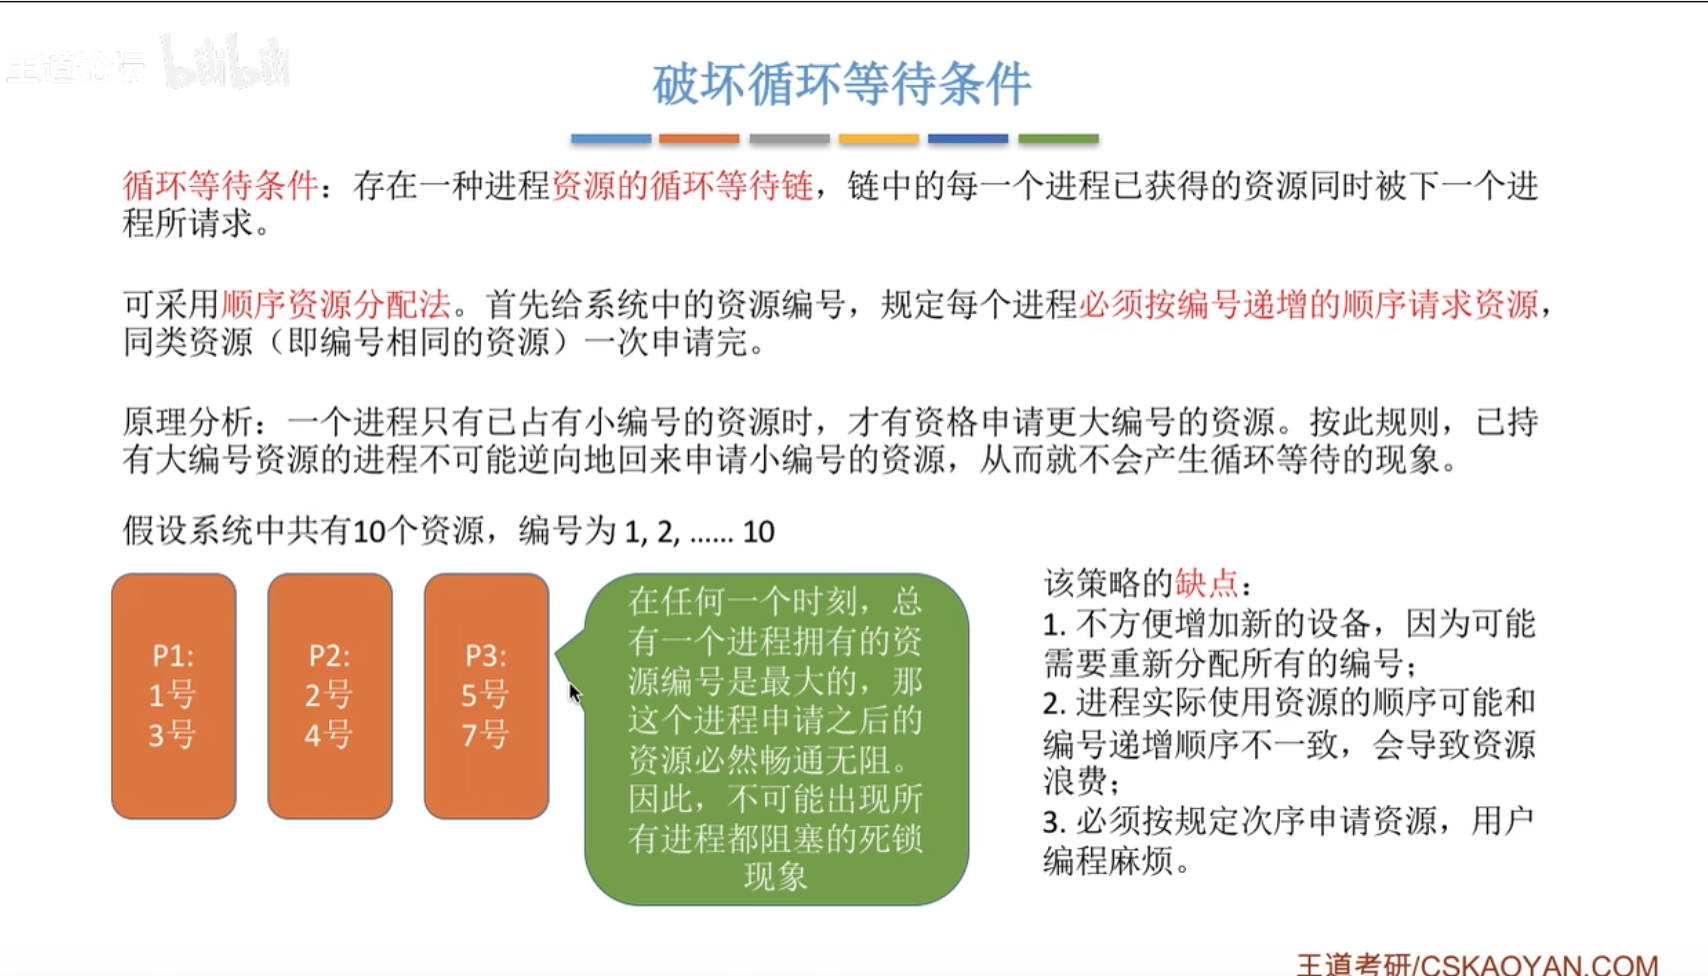 王道论坛 bilibili
破坏循环等待条件
循环等待条件：存在一种进程资源的循环等待链，链中的每一个进程已获得的资源同时被下一个进
程所请求。
可采用顺序资源分配法。首先给系统中的资源编号，规定每个进程必须按编号递增的顺序请求资源，
同类资源（即编号相同的资源）一次申请完。
原理分析：一个进程只有已占有小编号的资源时，才有资格申请更大编号的资源。按此规则，已持
有大编号资源的进程不可能逆向地回来申请小编号的资源，从而就不会产生循环等待的现象。
假设系统中共有10个资源，编号为 1, 2, …… 10
P1:
1号
3号
P2:
2号
4号
P3:
5号
7号
在任何一个时刻，总
有一个进程拥有的资
源编号是最大的，那
这个进程申请之后的
资源必然畅通无阻。
因此，不可能出现所
有进程都阻塞的死锁
现象
该策略的缺点：
1. 不方便增加新的设备，因为可能
需要重新分配所有的编号；
2. 进程实际使用资源的顺序可能和
编号递增顺序不一致，会导致资源
浪费；
3. 必须按规定次序申请资源，用户
编程麻烦。
王道考研/CSKAOYAN.COM